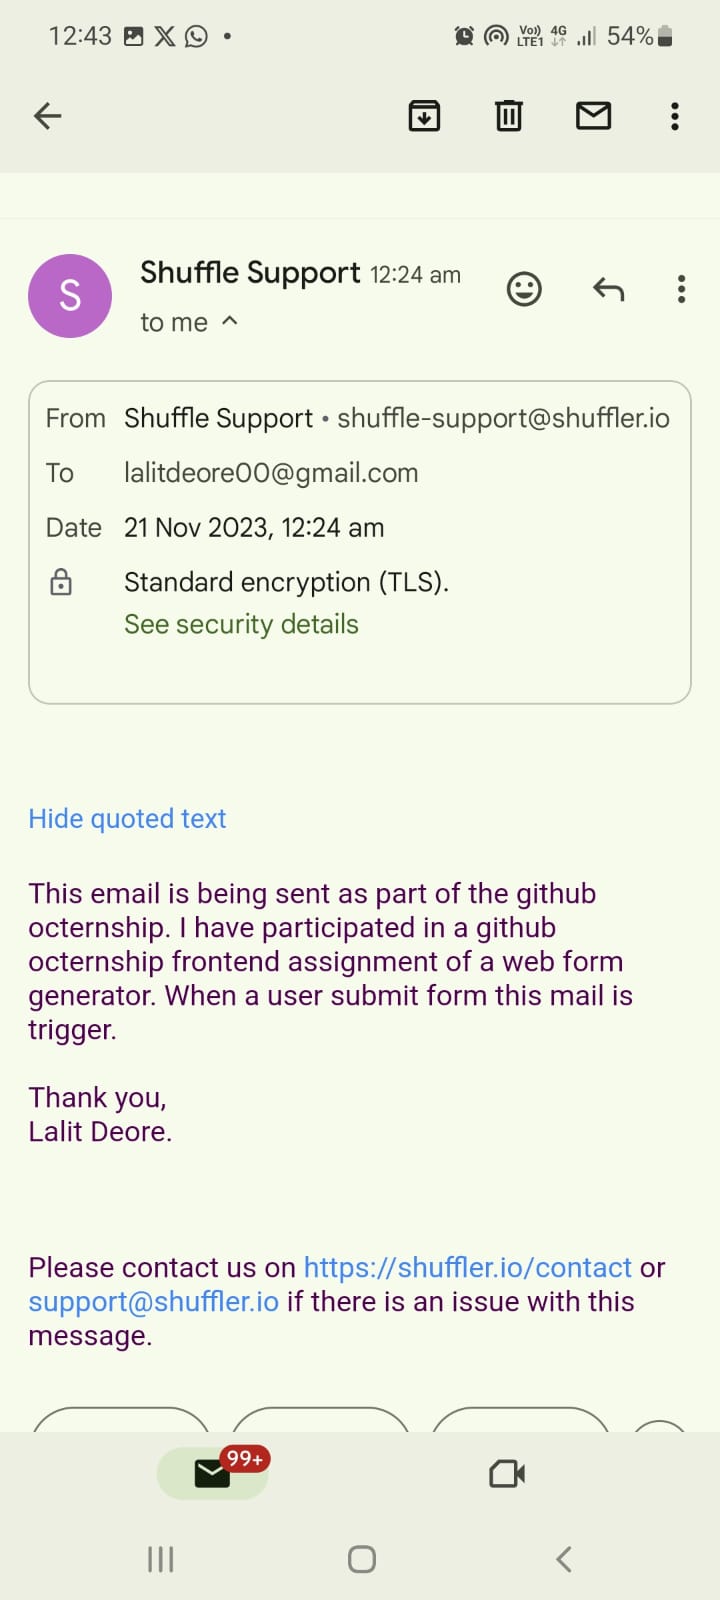 12:43
Vo)) 4G
LTE1
54%
S
Shuffle Support 12:24 am
to me
From Shuffle Support • shuffle-support@shuffler.io
To lalitdeore00@gmail.com
Date 21 Nov 2023, 12:24 am
Standard encryption (TLS).
See security details
Hide quoted text
This email is being sent as part of the github
octernship. I have participated in a github
octernship frontend assignment of a web form
generator. When a user submit form this mail is
trigger.
Thank you,
Lalit Deore.
Please contact us on https://shuffler.io/contact or
support@shuffler.io if there is an issue with this
message.
99+